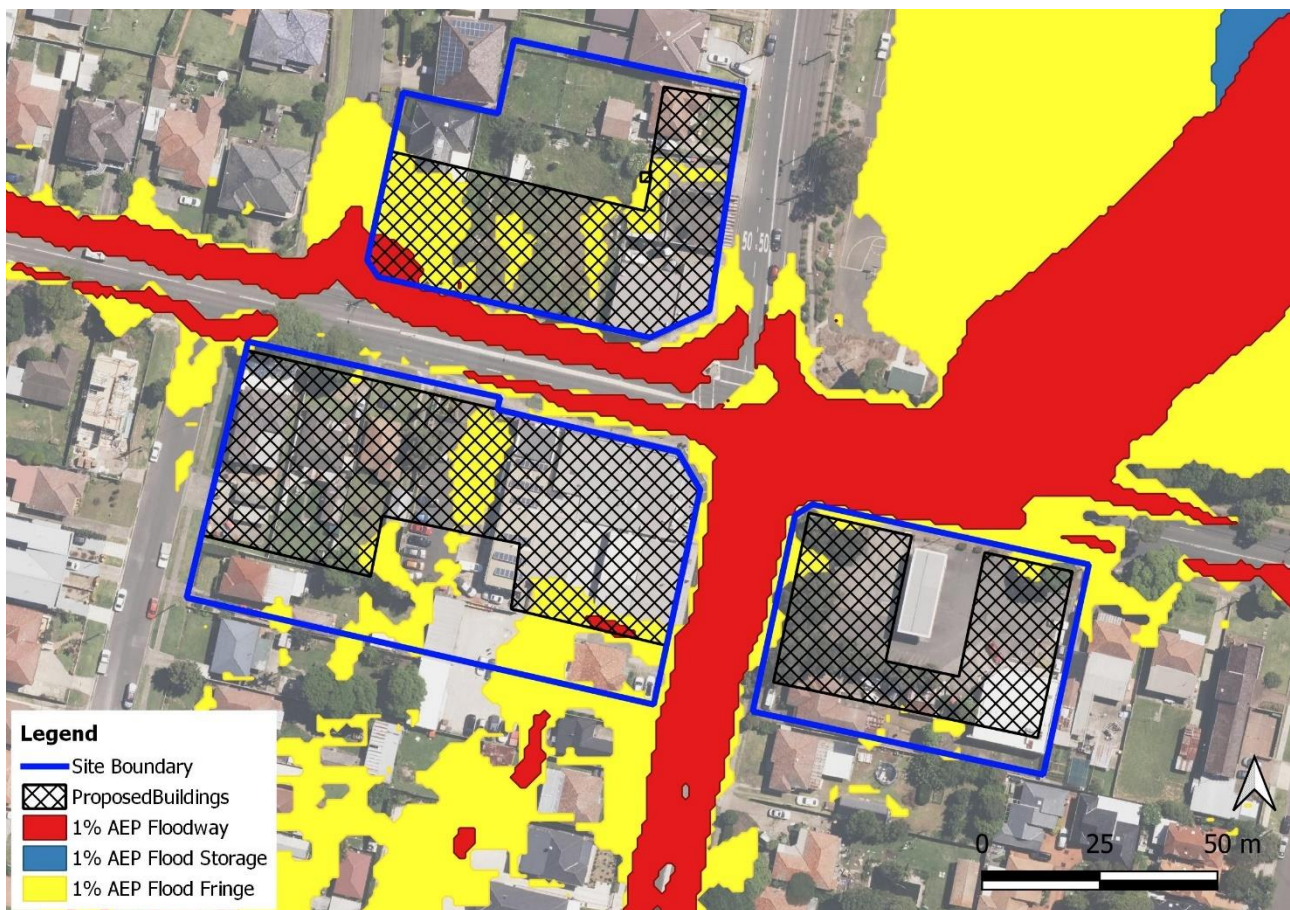 50 50
Legend
Site Boundary
ProposedBuildings
1% AEP Floodway
1% AEP Flood Storage
1% AEP Flood Fringe
0 25 50 m